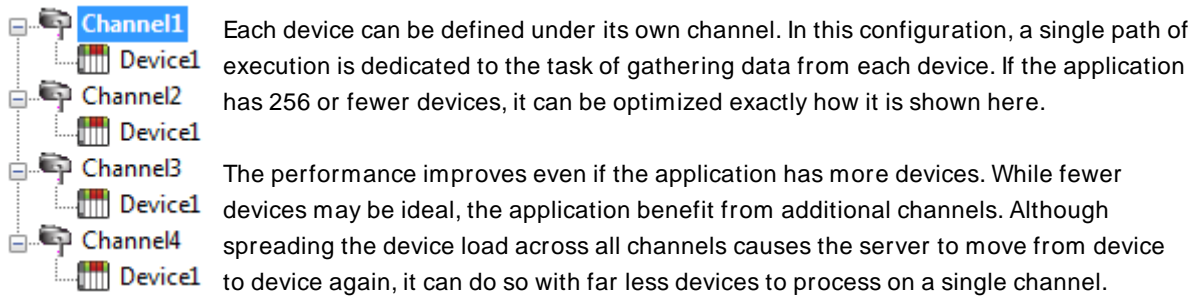 Channel1
Device1
Channel2
Device1
Channel3
Device1
Channel4
Device1
Each device can be defined under its own channel. In this configuration, a single path of
execution is dedicated to the task of gathering data from each device. If the application
has 256 or fewer devices, it can be optimized exactly how it is shown here.
The performance improves even if the application has more devices. While fewer
devices may be ideal, the application benefit from additional channels. Although
spreading the device load across all channels causes the server to move from device
to device again, it can do so with far less devices to process on a single channel.